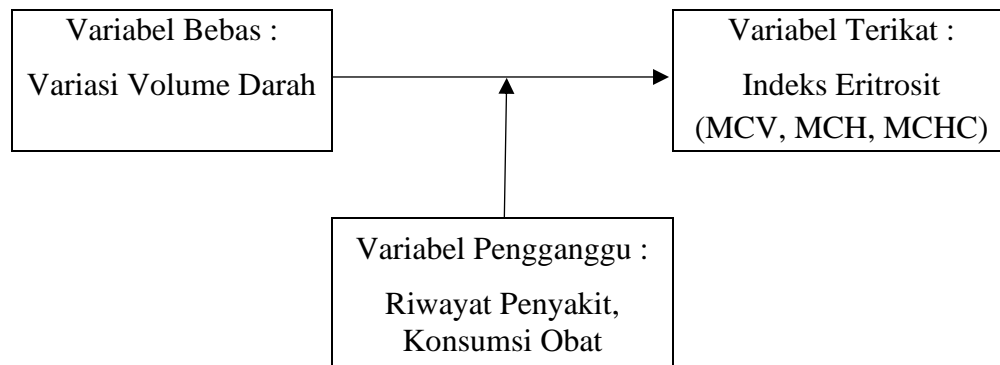 Variabel Bebas :
Variasi Volume Darah
Variabel Terikat :
Indeks Eritrosit
(MCV, MCH, MCHC)
Variabel Pengganggu :
Riwayat Penyakit,
Konsumsi Obat